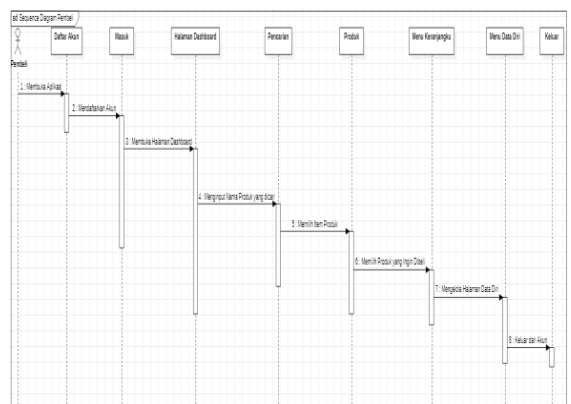 sd Sequence Diagram Pembeli
Daftar Akun
Masuk
Halaman Dashboard
Pencarian
Produk
Menu Keranjangku
Menu Data Diri
Keluar
Pembeli
1 : Membuka Aplikasi
2 : Mendaftarkan Akun
3 : Membuka Halaman Dashboard
4 : Menginput Nama Produk yang dicari
5 : Memilih Item Produk
6 : Memilih Produk yang Ingin Dibeli
7 : Mengelola Halaman Data Diri
8 : Keluar dari Akun